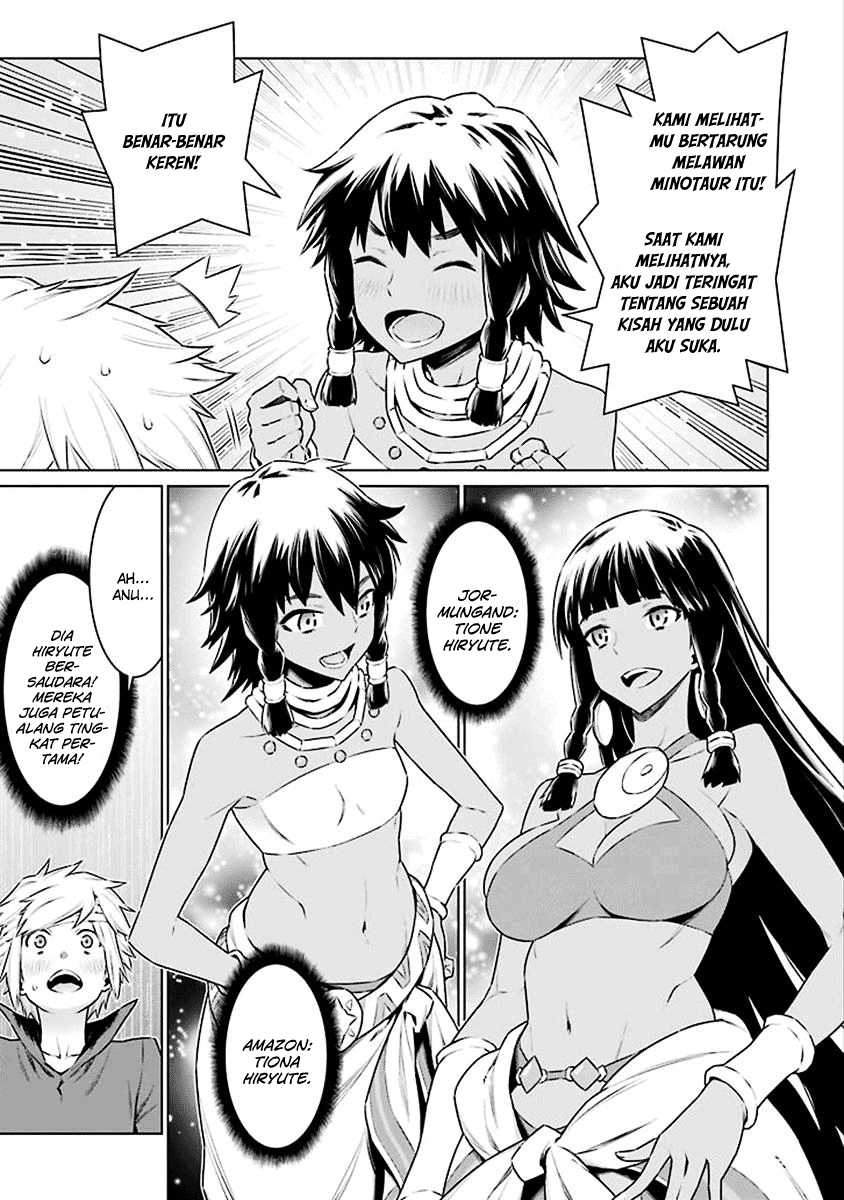 KAMI MELIHAT-
MU BERTARUNG
MELAWAN
MINOTAUR ITU!
SAAT KAMI
MELIHATNYA,
AKU JADI TERINGAT
TENTANG SEBUAH
KISAH YANG DULU
AKU SUKA.
ITU
BENAR-BENAR
KEREN!
JOR-
MUNGAND:
TIONE
HIRYUTE.
AMAZON:
TIONA
HIRYUTE.
AH...
ANU...
DIA
HIRYUTE BER-
SAUDARA!
MEREKA
JUGA PETU-
ALANG TING-
KAT PER-
TAMA!